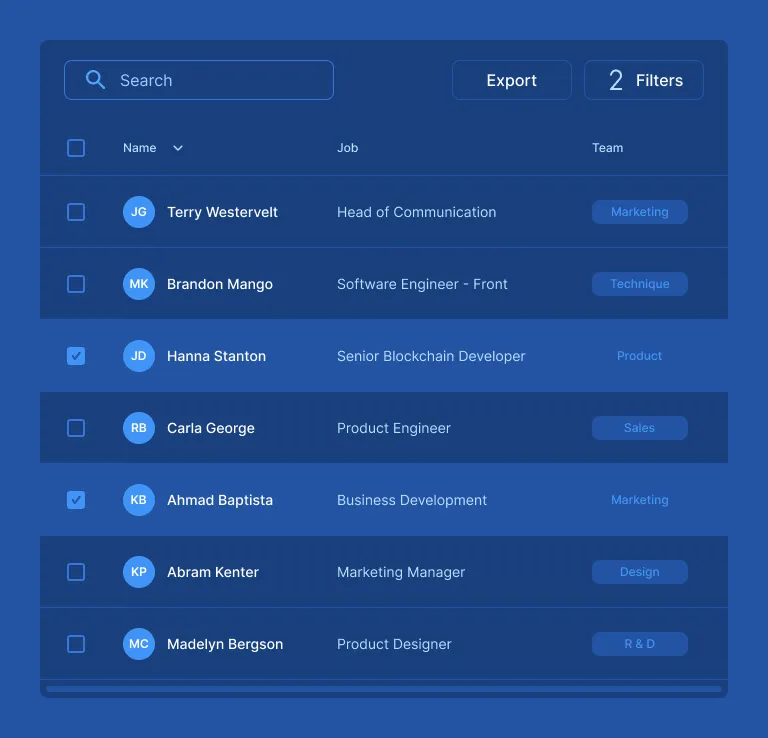 Search Export 2 Filters
Name Job Team
JG Terry Westervelt Head of Communication Marketing
MK Brandon Mango Software Engineer - Front Technique
JD Hanna Stanton Senior Blockchain Developer Product
RB Carla George Product Engineer Sales
KB Ahmad Baptista Business Development Marketing
KP Abram Kenter Marketing Manager Design
MC Madelyn Bergson Product Designer R & D